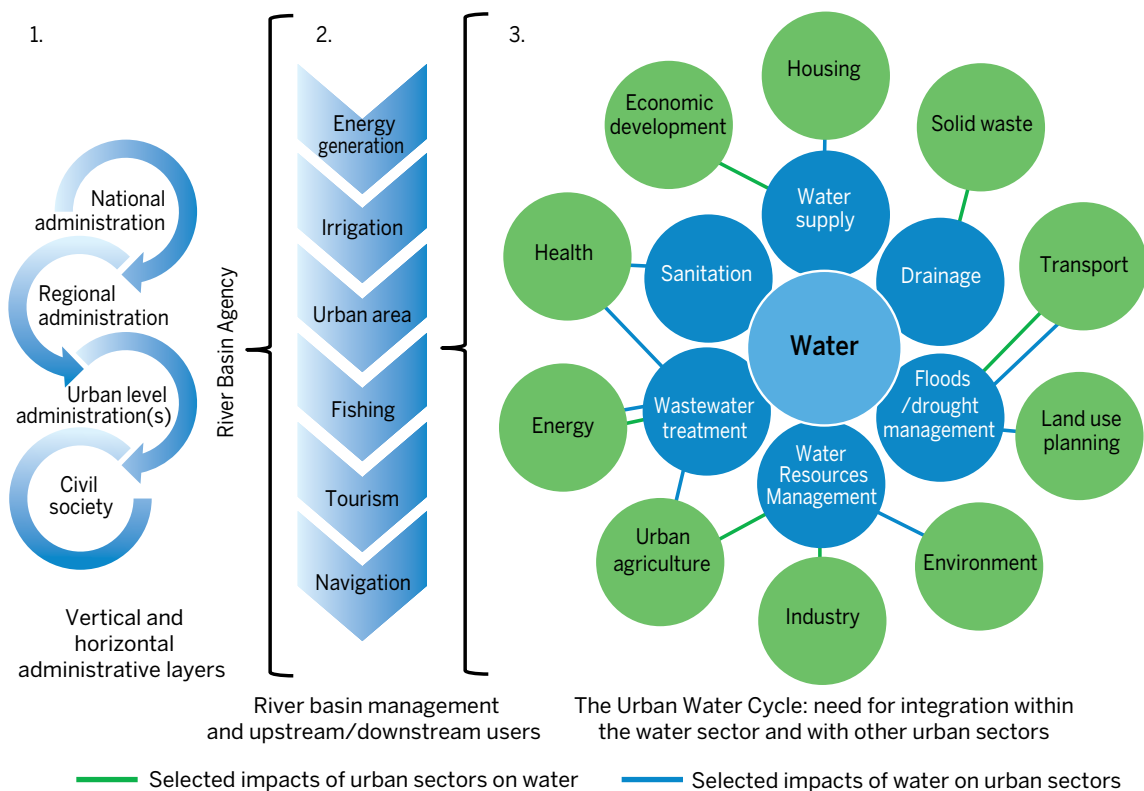 1.
National
administration
Regional
administration
Urban level
administration(s)
Civil
society
Vertical and
horizontal
administrative layers
River Basin Agency
2.
Energy
generation
Irrigation
Urban area
Fishing
Tourism
Navigation
River basin management
and upstream/downstream users
3.
Housing
Economic
development
Solid waste
Water
supply
Health
Sanitation
Drainage
Transport
Water
Energy
Wastewater
treatment
Floods
/drought
management
Land use
planning
Water
Resources
Management
Urban
agriculture
Environment
Industry
The Urban Water Cycle: need for integration within
the water sector and with other urban sectors
Selected impacts of urban sectors on water
Selected impacts of water on urban sectors